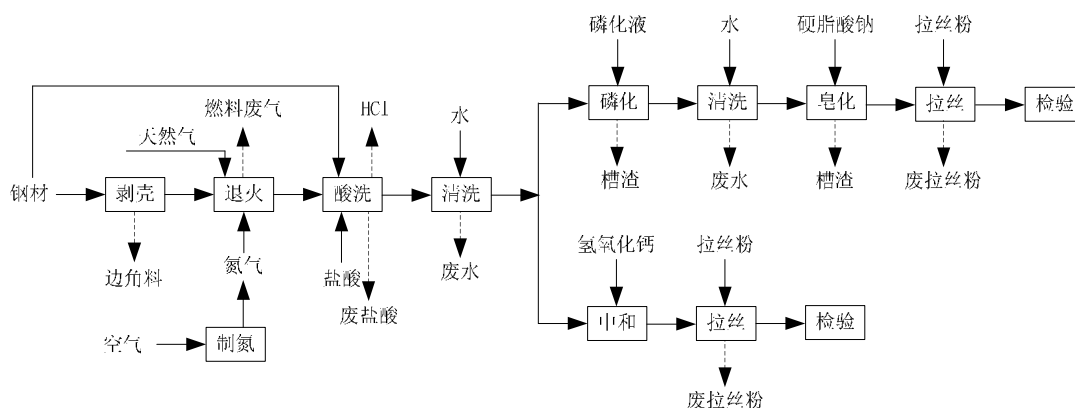 磷化液
水
硬脂酸钠
拉丝粉
燃料废气
HCl
水
磷化
清洗
皂化
拉丝
检验
天然气
钢材
剥壳
退火
酸洗
清洗
槽渣
废水
槽渣
废拉丝粉
氢氧化钙
拉丝粉
边角料
氮气
盐酸
废水
废盐酸
中和
拉丝
检验
空气
制氮
废拉丝粉